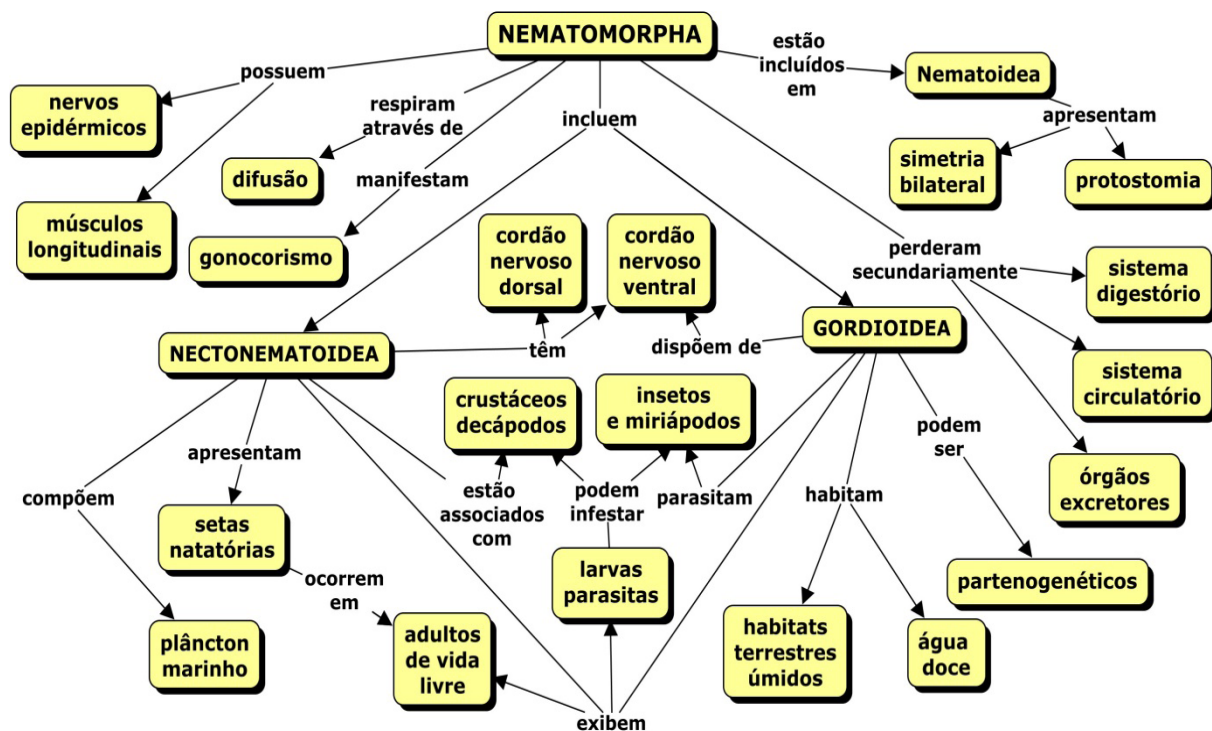 NEMATOMORPHA
estão
incluídos
em
Nematoidea
possuem
nervos
epidérmicos
respiram
através de
incluem
apresentam
difusão
manifestam
simetria
bilateral
protostomia
músculos
longitudinais
gonocorismo
cordão
nervoso
dorsal
cordão
nervoso
ventral
perderam
secundariamente
sistema
digestório
NECTONEMATOIDEA
têm
dispõem de
GORDIOIDEA
sistema
circulatório
crustáceos
decápodos
insetos
e miriápodos
podem
ser
apresentam
compõem
estão
associados
com
podem
infestar
parasitam
habitam
órgãos
excretores
setas
natatórias
ocorrem
em
larvas
parasitas
partenogenéticos
plâncton
marinho
adultos
de vida
livre
habitats
terrestres
úmidos
água
doce
exibem